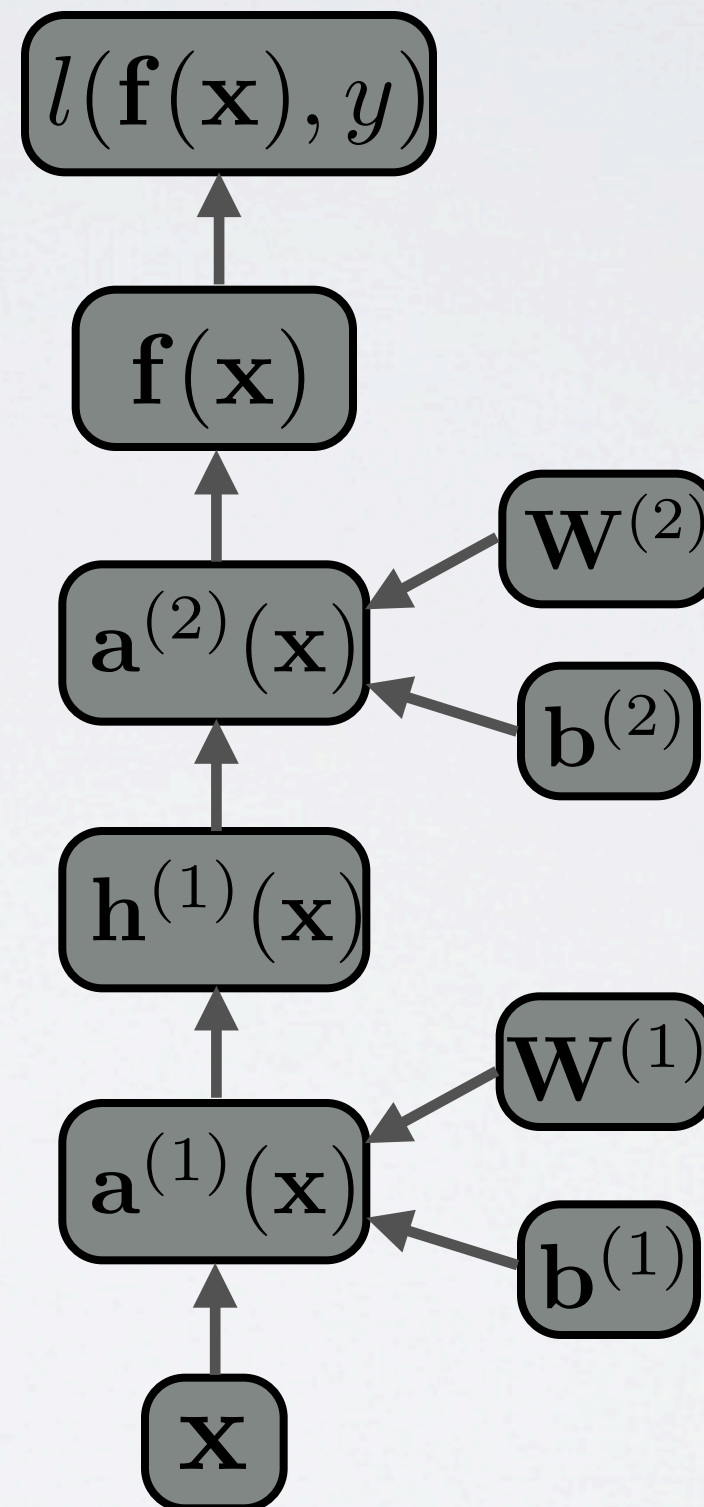 l(f(x), y)
f(x)
W^(2)
a^(2)(x)
b^(2)
h^(1)(x)
W^(1)
a^(1)(x)
b^(1)
x